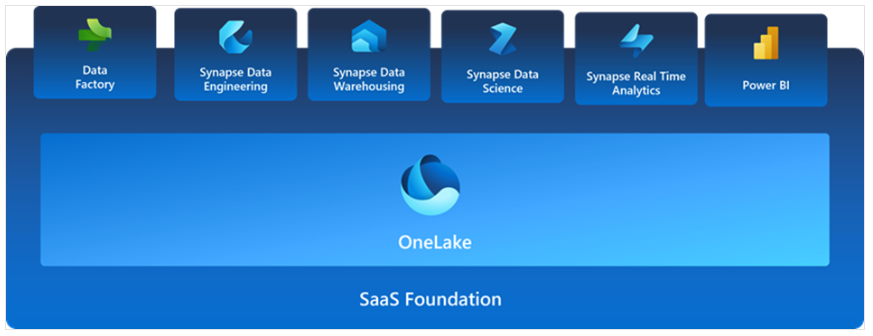 Data
Factory
Synapse Data
Engineering
Synapse Data
Warehousing
Synapse Data
Science
Synapse Real Time
Analytics
Power BI
OneLake
SaaS Foundation